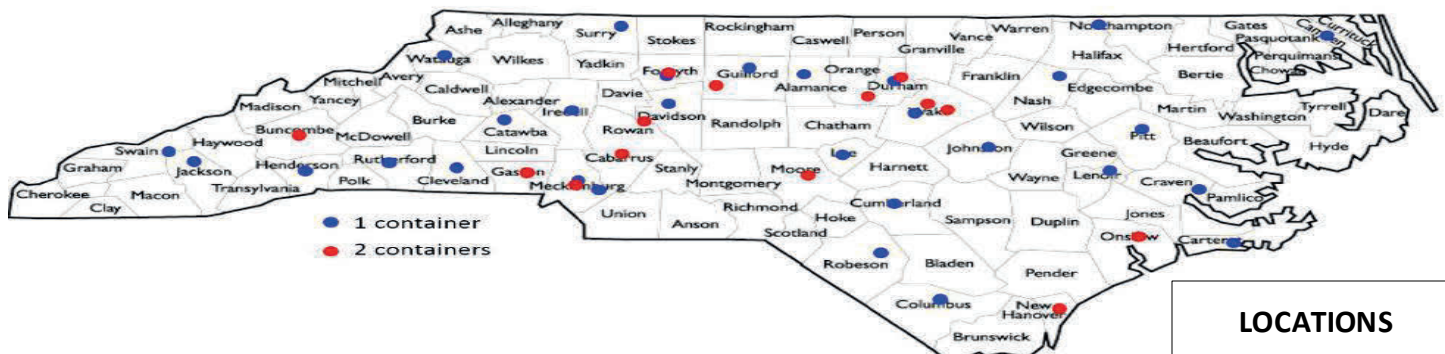 Ashe
Alleghany
Surry
Stokes
Rockingham
Caswell
Person
Granville
Vance
Warren
Northampton
Gates
Currituck
Camden
Pasquotank
Perquimans
Chowan
Hertford
Halifax
Bertie
Watauga
Wilkes
Yadkin
Forsyth
Guilford
Alamance
Orange
Durham
Franklin
Nash
Edgecombe
Martin
Washington
Tyrrell
Dare
Mitchell
Avery
Caldwell
Alexander
Iredell
Davie
Davidson
Randolph
Chatham
Wake
Wilson
Pitt
Beaufort
Hyde
Madison
Yancey
Burke
Catawba
Rowan
Buncombe
McDowell
Haywood
Swain
Graham
Jackson
Henderson
Rutherford
Lincoln
Cabarrus
Stanly
Montgomery
Moore
Lee
Harnett
Johnston
Wayne
Greene
Lenoir
Craven
Pamlico
Cherokee
Clay
Macon
Transylvania
Polk
Cleveland
Gaston
Mecklenburg
Union
Anson
Richmond
Scotland
Hoke
Cumberland
Sampson
Duplin
Jones
Onslow
Carteret
Robeson
Bladen
Pender
Columbus
New
Hanover
Brunswick
1 container
2 containers
LOCATIONS